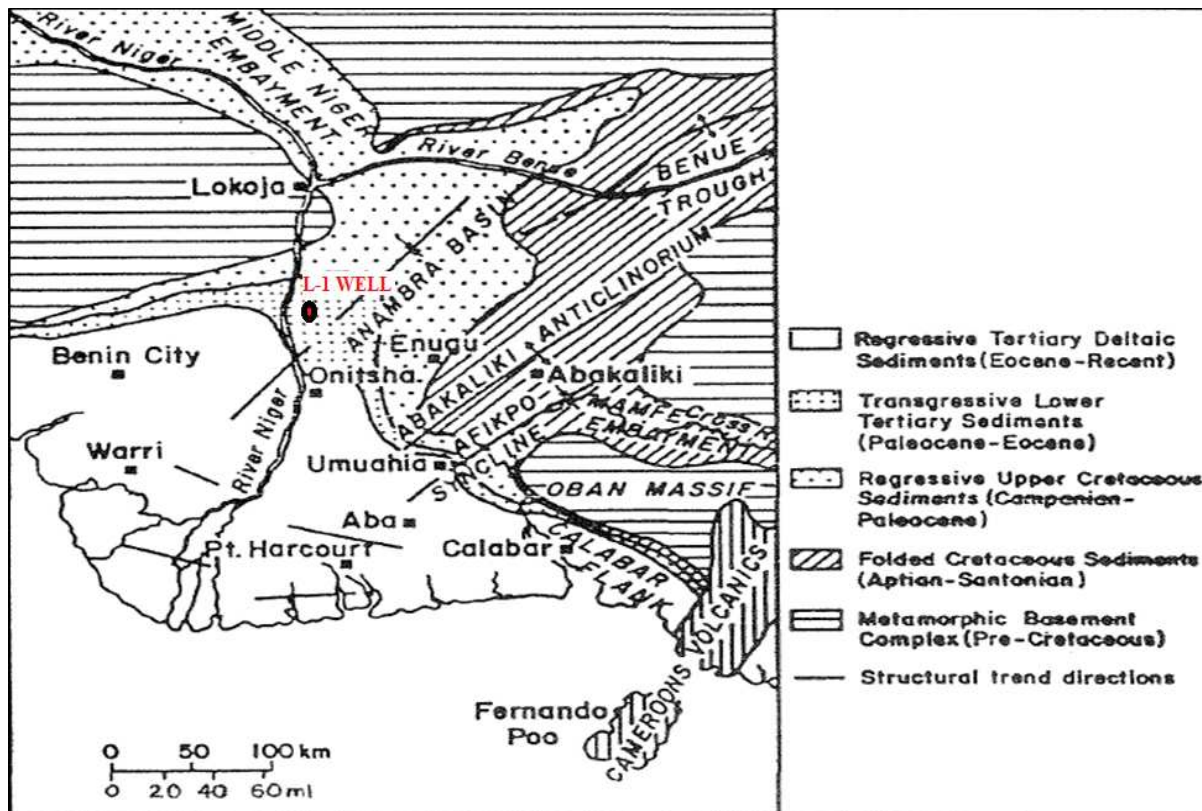 River Niger
MIDDLE NIGER
EMBAYMENT
River Benue
BENUE
TROUGH
Lokoja
ANAMBRA BASIN
L-1 WELL
ABAKALIKI ANTICLINORIUM
Benin City
Enugu
Onitsha
Abakaliki
AFIKPO
SYNCLINE
MAMFE
EMBAYMEN
Cross R.
Warri
River Niger
Umuahia
OBAN MASSIF
Aba
Pt. Harcourt
Calabar
CALABAR
FLANK
CAMEROONS VOLCANICS
Fernando
Poo
0 50 100 km
0 20 40 60 ml
Regressive Tertiary Deltaic
Sediments (Eocene-Recent)
Transgressive Lower
Tertiary Sediments
(Paleocene-Eocene)
Regressive Upper Cretaceous
Sediments (Campanian-
Paleocene)
Folded Cretaceous Sediments
(Aptian-Santonian)
Metamorphic Basement
Complex (Pre-Cretaceous)
Structural trend directions